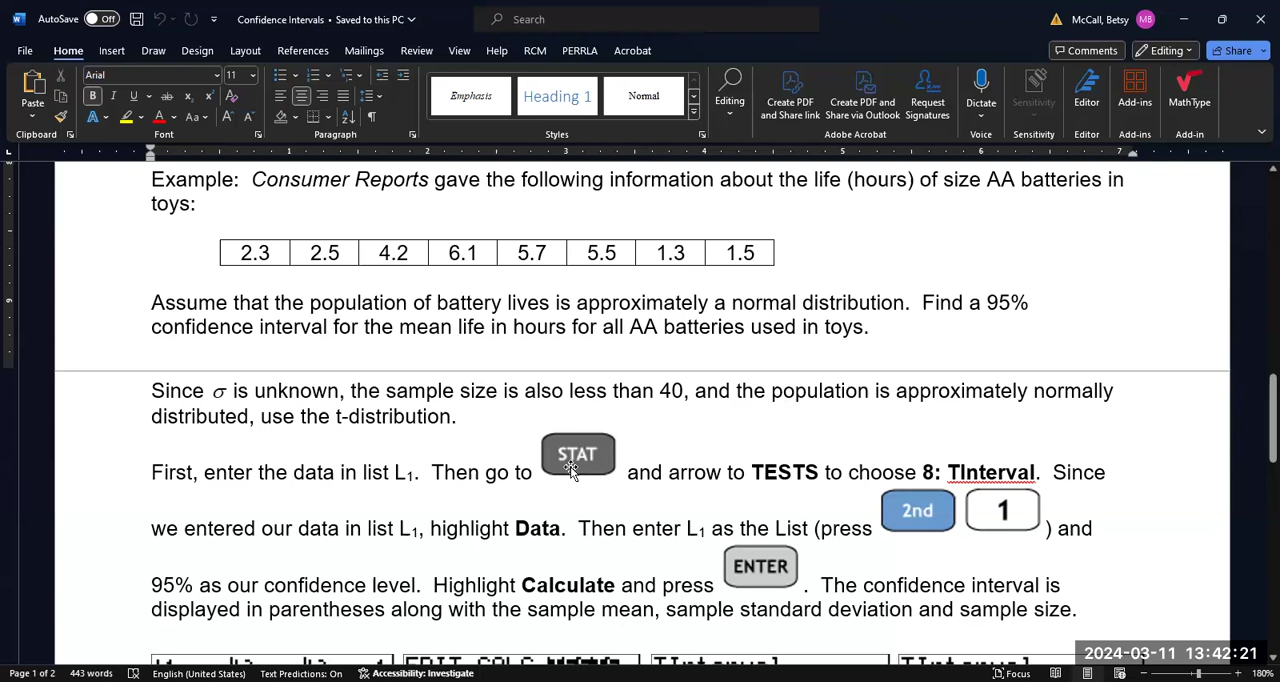 AutoSave Off Confidence Intervals • Saved to this PC Search McCall, Betsy MB
File Home Insert Draw Design Layout References Mailings Review View Help RCM PERRLA Acrobat Comments Editing Share
Arial 11
Paste
B I U ab x₂ x² A
A A Aa A A
Emphasis Heading 1 Normal
Editing
Create PDF and Share link
Create PDF and Share via Outlook
Request Signatures
Dictate
Sensitivity
Editor
Add-ins
MathType
Clipboard Font Paragraph Styles Adobe Acrobat Voice Sensitivity Editor Add-ins Add-in
1 2 3 4 5 6 7
Example: Consumer Reports gave the following information about the life (hours) of size AA batteries in
toys:
2.3 2.5 4.2 6.1 5.7 5.5 1.3 1.5
Assume that the population of battery lives is approximately a normal distribution. Find a 95%
confidence interval for the mean life in hours for all AA batteries used in toys.
Since σ is unknown, the sample size is also less than 40, and the population is approximately normally
distributed, use the t-distribution.
First, enter the data in list L₁. Then go to STAT and arrow to TESTS to choose 8: TInterval. Since
we entered our data in list L₁, highlight Data. Then enter L₁ as the List (press 2nd 1 ) and
95% as our confidence level. Highlight Calculate and press ENTER . The confidence interval is
displayed in parentheses along with the sample mean, sample standard deviation and sample size.
2024-03-11 13:42:21
Page 1 of 2 443 words English (United States) Text Predictions: On Accessibility: Investigate Focus 180%